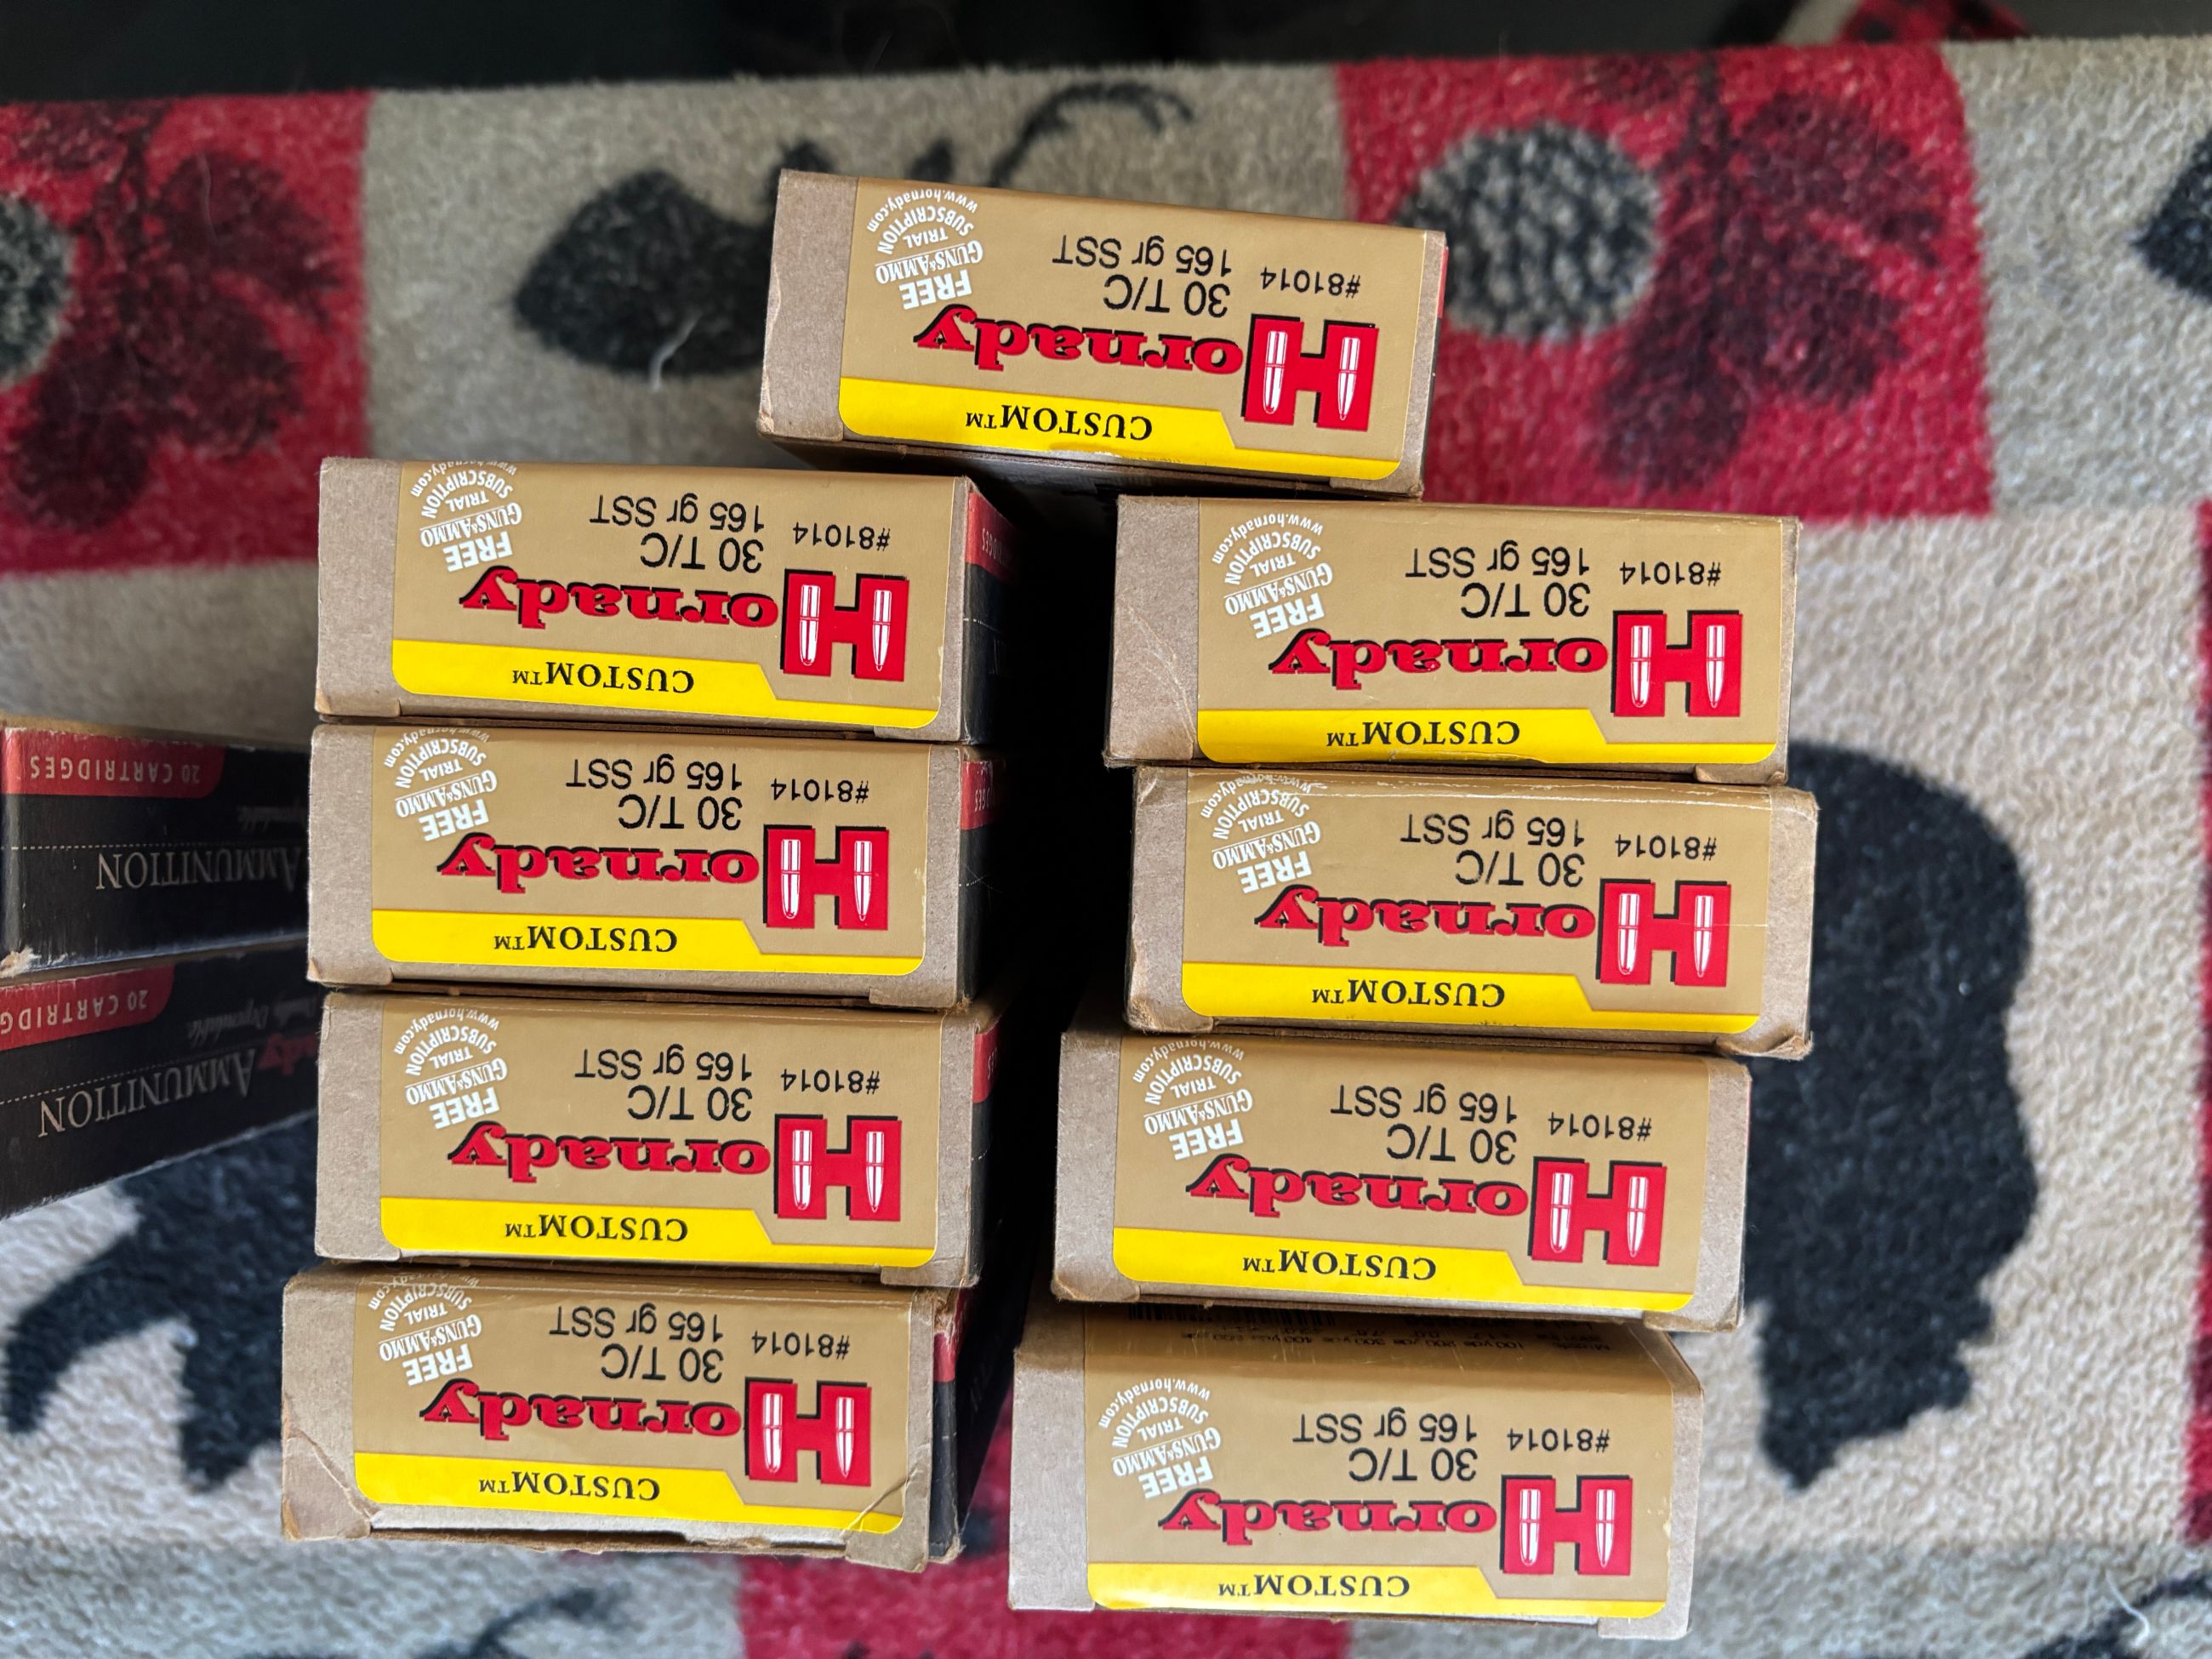 CUSTOM™
Hornady
30 T/C
#81014 165 gr SST
FREE
GUNS&AMMO
TRIAL
SUBSCRIPTION
www.hornady.com
CUSTOM™
Hornady
30 T/C
#81014 165 gr SST
FREE
GUNS&AMMO
TRIAL
SUBSCRIPTION
www.hornady.com
CUSTOM™
Hornady
30 T/C
#81014 165 gr SST
FREE
GUNS&AMMO
TRIAL
SUBSCRIPTION
www.hornady.com
CUSTOM™
Hornady
30 T/C
#81014 165 gr SST
FREE
GUNS&AMMO
TRIAL
SUBSCRIPTION
www.hornady.com
CUSTOM™
Hornady
30 T/C
#81014 165 gr SST
FREE
GUNS&AMMO
TRIAL
SUBSCRIPTION
www.hornady.com
CUSTOM™
Hornady
30 T/C
#81014 165 gr SST
FREE
GUNS&AMMO
TRIAL
SUBSCRIPTION
www.hornady.com
CUSTOM™
Hornady
30 T/C
#81014 165 gr SST
FREE
GUNS&AMMO
TRIAL
SUBSCRIPTION
www.hornady.com
CUSTOM™
Hornady
30 T/C
#81014 165 gr SST
FREE
GUNS&AMMO
TRIAL
SUBSCRIPTION
www.hornady.com
CUSTOM™
Hornady
30 T/C
#81014 165 gr SST
FREE
GUNS&AMMO
TRIAL
SUBSCRIPTION
www.hornady.com
AMMUNITION
Dependable
20 CARTRIDG
AMMUNITION
20 CARTRIDGES